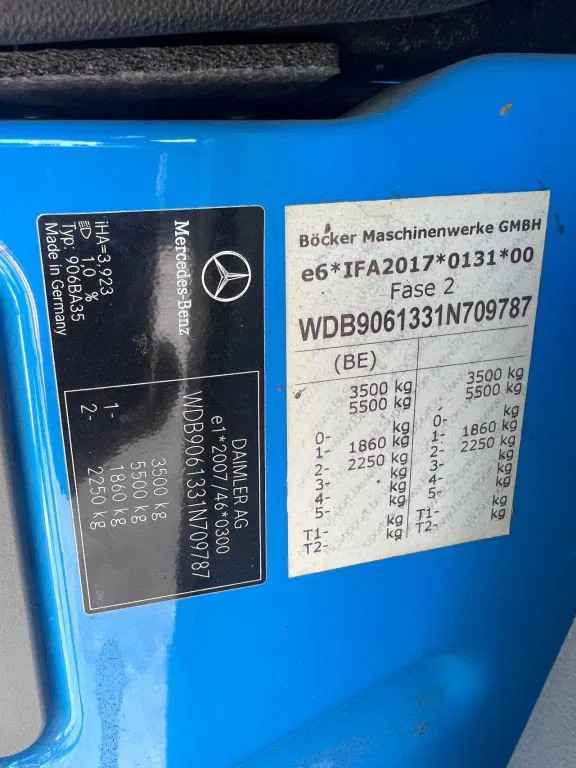 Mercedes-Benz
iHA=3,923
1,0 %
Typ: 906BA35
Made in Germany
DAIMLER AG
e1*2007/46*0300
WDB9061331N709787
3500 kg
5500 kg
1- 1860 kg
2- 2250 kg
Böcker Maschinenwerke GMBH
e6*IFA2017*0131*00
Fase 2
WDB9061331N709787
(BE)
3500 kg 3500 kg
5500 kg 5500 kg
0- kg 0- kg
1- 1860 kg 1- 1860 kg
2- 2250 kg 2- 2250 kg
3- kg 3- kg
4- kg 4- kg
5- kg 5- kg
T1- kg T1- kg
T2- kg T2- kg